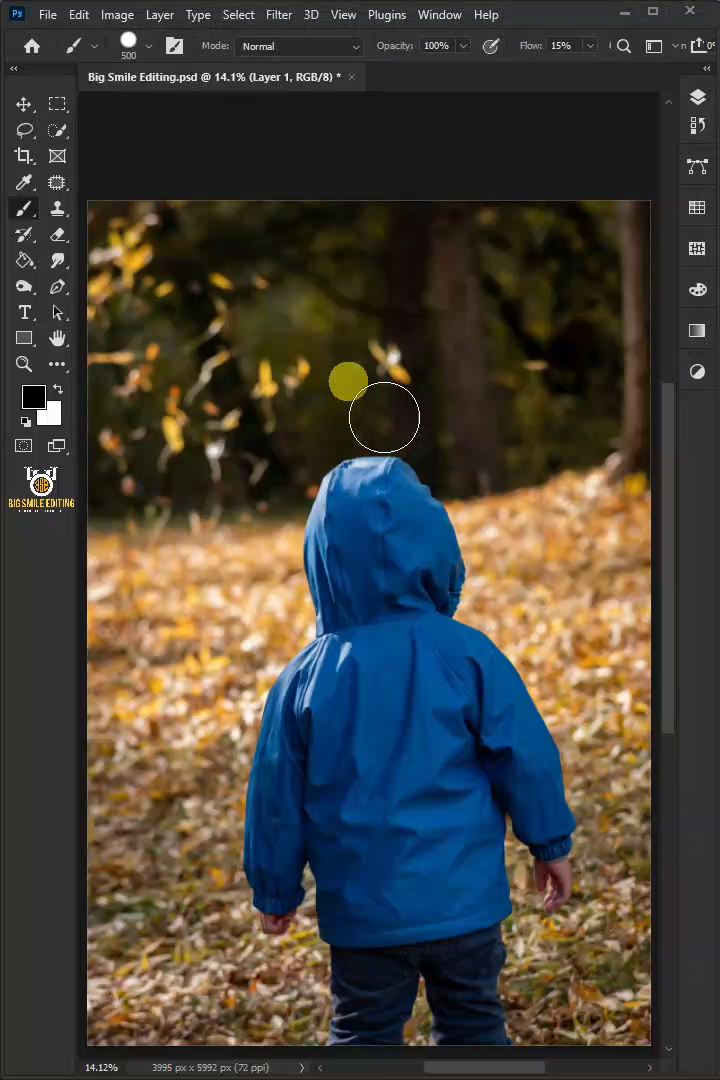 Ps File Edit Image Layer Type Select Filter 3D View Plugins Window Help
500 Mode: Normal Opacity: 100% Flow: 15%
Big Smile Editing.psd @ 14.1% (Layer 1, RGB/8) *
BIG SMILE EDITING
14.12% 3995 px x 5992 px (72 ppi)